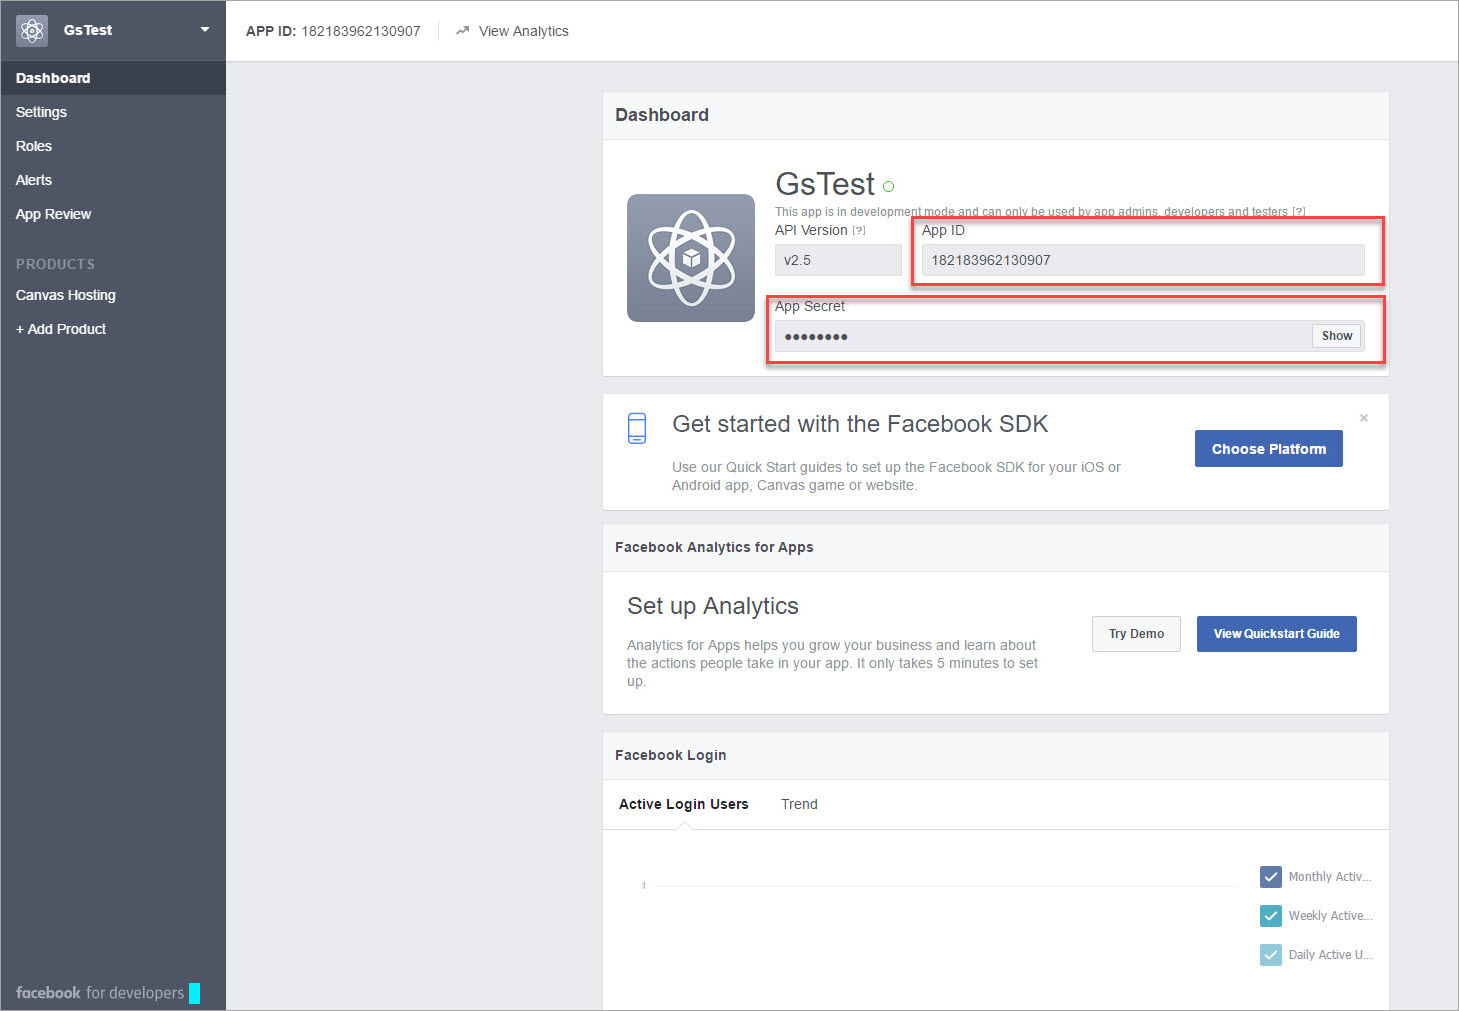 GsTest
APP ID: 182183962130907
View Analytics
Dashboard
Settings
Roles
Alerts
App Review
PRODUCTS
Canvas Hosting
+ Add Product
facebook for developers
Dashboard
GsTest
This app is in development mode and can only be used by app admins, developers and testers [?]
API Version [?]
App ID
v2.5
182183962130907
App Secret
●●●●●●●●
Show
Get started with the Facebook SDK
Use our Quick Start guides to set up the Facebook SDK for your iOS or
Android app, Canvas game or website.
Choose Platform
×
Facebook Analytics for Apps
Set up Analytics
Analytics for Apps helps you grow your business and learn about
the actions people take in your app. It only takes 5 minutes to set
up.
Try Demo
View Quickstart Guide
Facebook Login
Active Login Users
Trend
1
Monthly Activ...
Weekly Active...
Daily Active U...